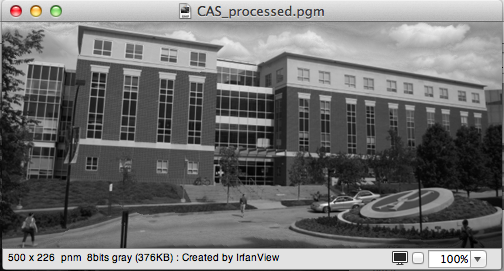 CAS_processed.pgm
500 x 226 pnm 8bits gray (376KB) : Created by IrfanView
100%